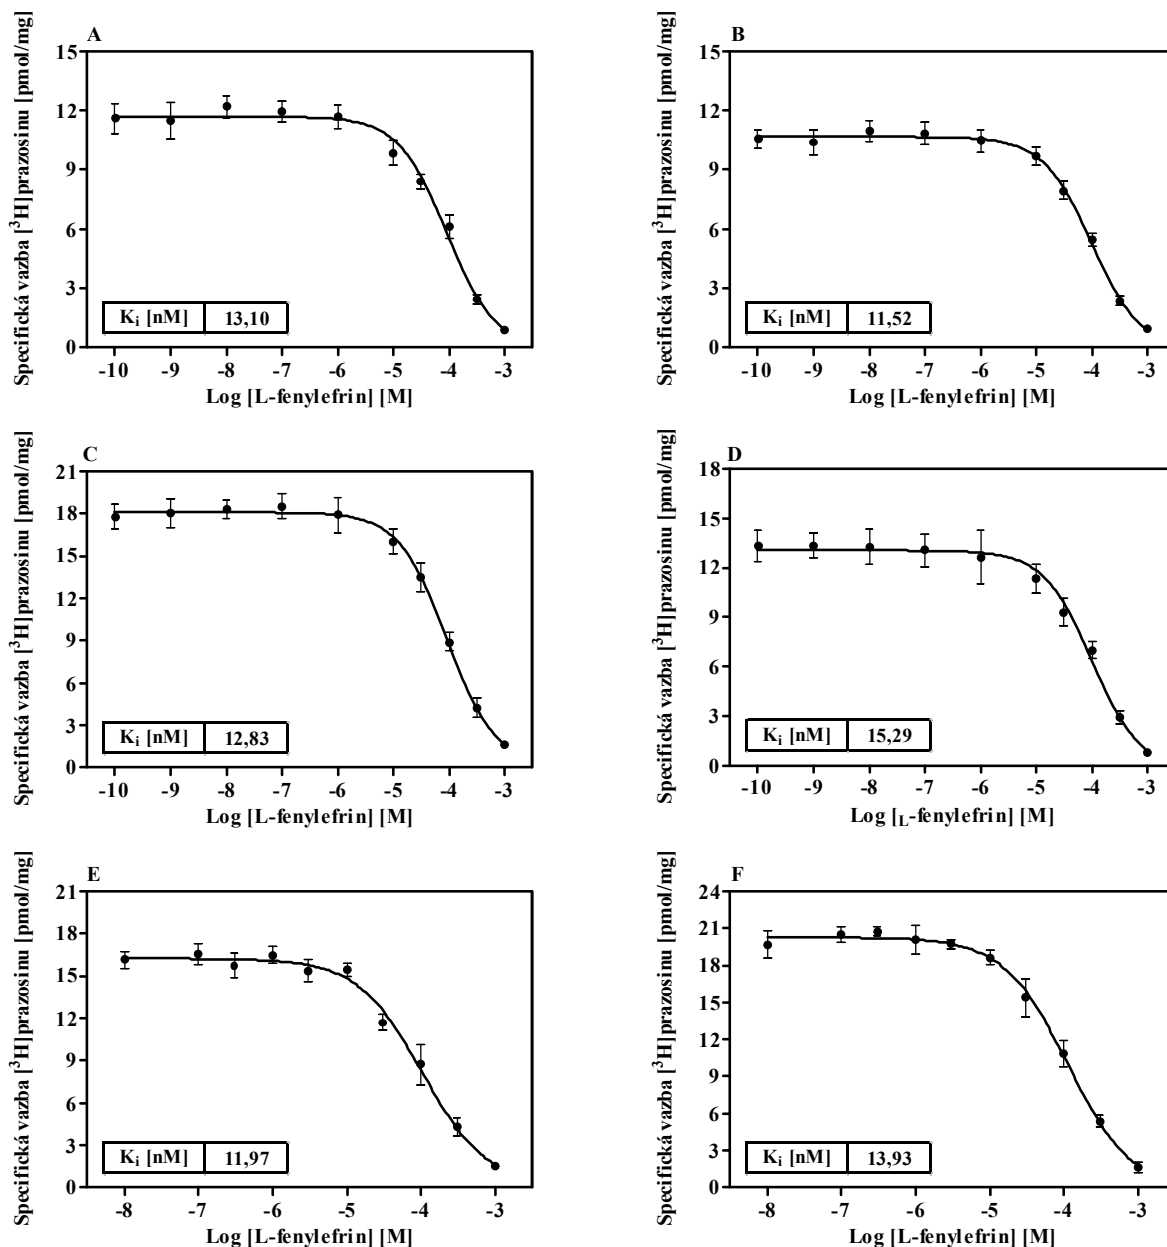 A
Specifická vazba [³H]prazosinu [pmol/mg]
15
12
9
6
3
0
Kᵢ [nM] 13,10
-10 -9 -8 -7 -6 -5 -4 -3
Log [L-fenylefrin] [M]
B
Specifická vazba [³H]prazosinu [pmol/mg]
15
12
9
6
3
0
Kᵢ [nM] 11,52
-10 -9 -8 -7 -6 -5 -4 -3
Log [L-fenylefrin] [M]
C
Specifická vazba [³H]prazosinu [pmol/mg]
21
18
15
12
9
6
3
0
Kᵢ [nM] 12,83
-10 -9 -8 -7 -6 -5 -4 -3
Log [L-fenylefrin] [M]
D
Specifická vazba [³H]prazosinu [pmol/mg]
18
15
12
9
6
3
0
Kᵢ [nM] 15,29
-10 -9 -8 -7 -6 -5 -4 -3
Log [L-fenylefrin] [M]
E
Specifická vazba [³H]prazosinu [pmol/mg]
21
18
15
12
9
6
3
0
Kᵢ [nM] 11,97
-8 -7 -6 -5 -4 -3
Log [L-fenylefrin] [M]
F
Specifická vazba [³H]prazosinu [pmol/mg]
24
21
18
15
12
9
6
3
0
Kᵢ [nM] 13,93
-8 -7 -6 -5 -4 -3
Log [L-fenylefrin] [M]